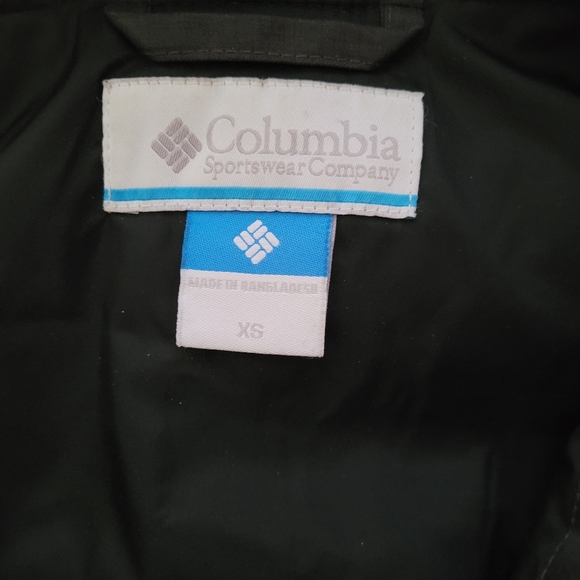 Columbia
Sportswear Company
MADE IN BANGLADESH
XS